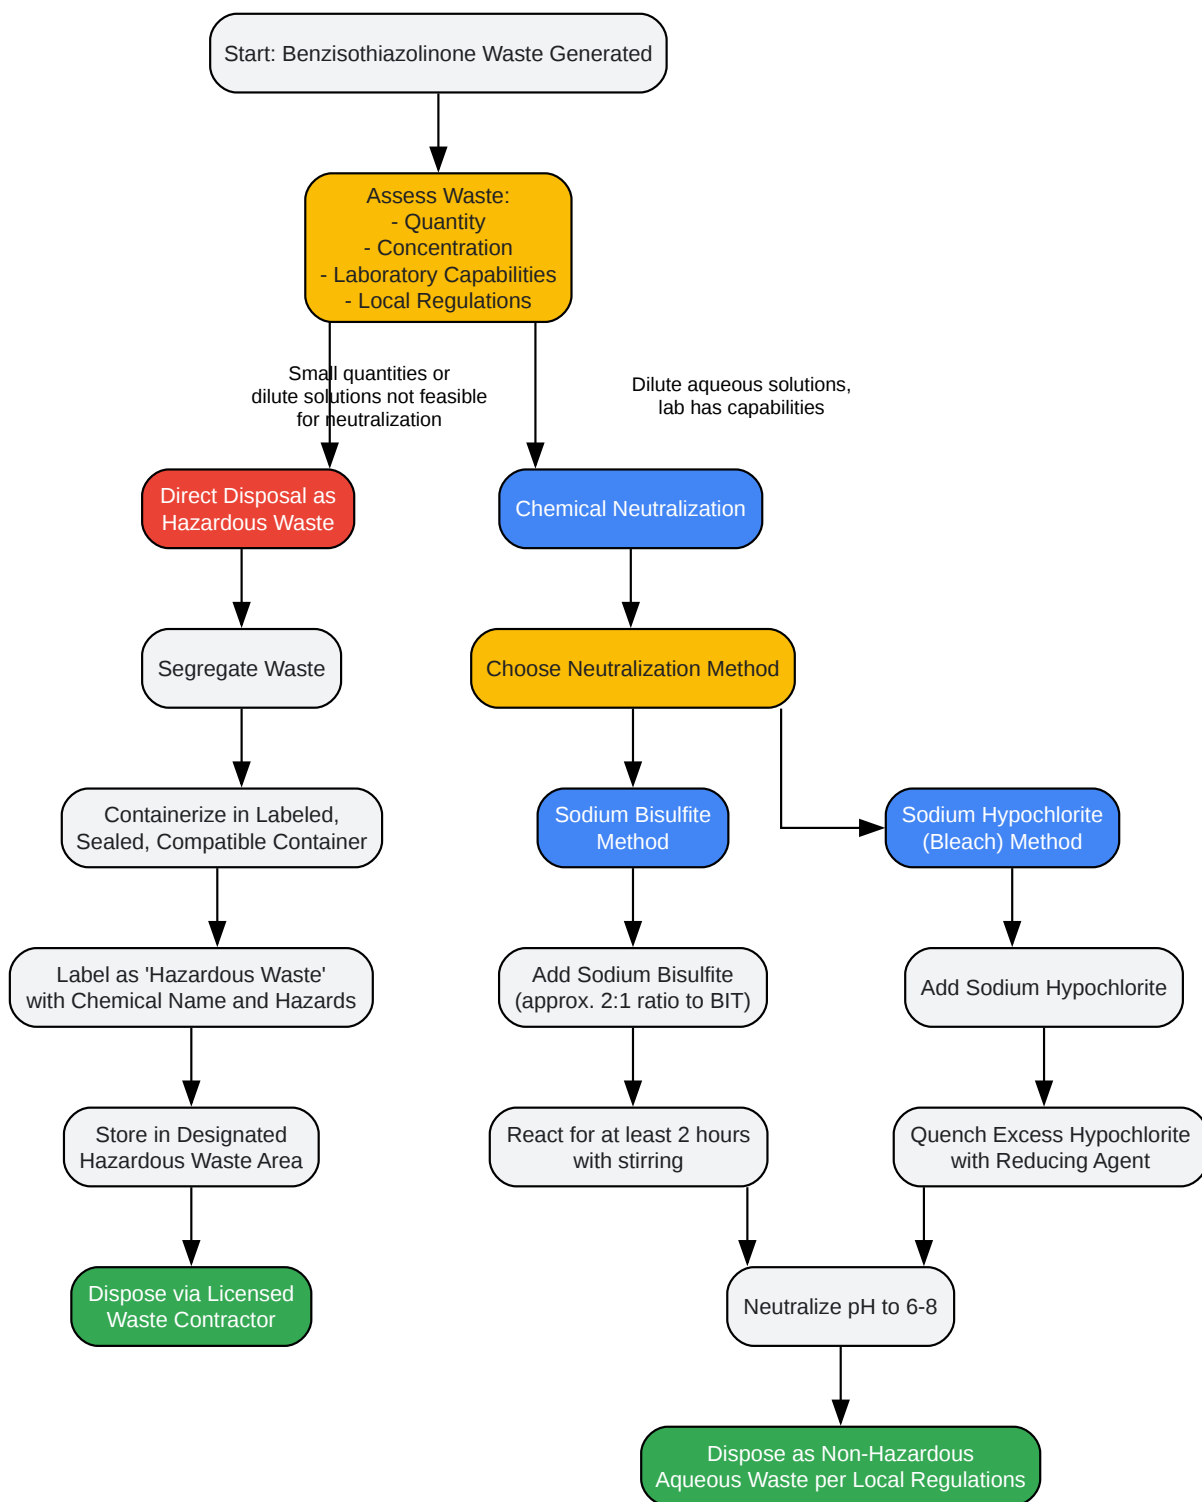 Start: Benzisothiazolinone Waste Generated
Assess Waste:
- Quantity
- Concentration
- Laboratory Capabilities
- Local Regulations
Small quantities or
dilute solutions not feasible
for neutralization
Dilute aqueous solutions,
lab has capabilities
Direct Disposal as
Hazardous Waste
Chemical Neutralization
Segregate Waste
Choose Neutralization Method
Containerize in Labeled,
Sealed, Compatible Container
Sodium Bisulfite
Method
Sodium Hypochlorite
(Bleach) Method
Label as 'Hazardous Waste'
with Chemical Name and Hazards
Add Sodium Bisulfite
(approx. 2:1 ratio to BIT)
Add Sodium Hypochlorite
Store in Designated
Hazardous Waste Area
React for at least 2 hours
with stirring
Quench Excess Hypochlorite
with Reducing Agent
Dispose via Licensed
Waste Contractor
Neutralize pH to 6-8
Dispose as Non-Hazardous
Aqueous Waste per Local Regulations